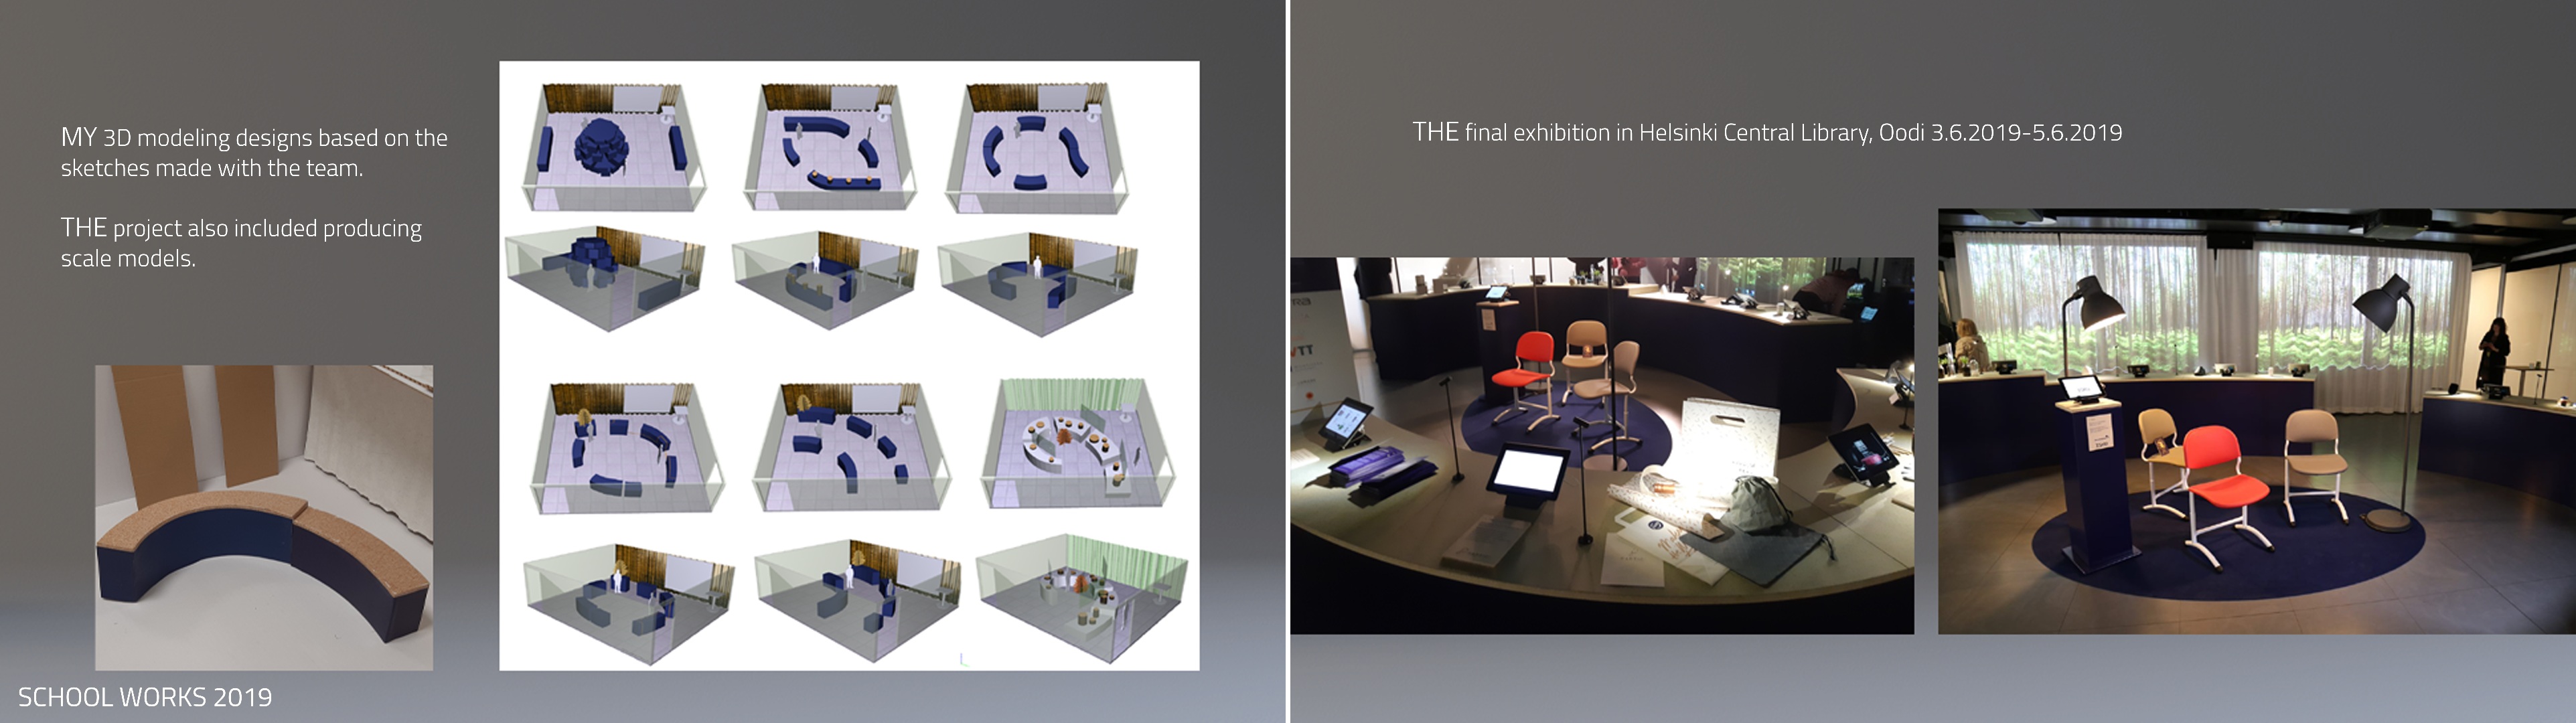 MY 3D modeling designs based on the
sketches made with the team.
THE project also included producing
scale models.
SCHOOL WORKS 2019
THE final exhibition in Helsinki Central Library, Oodi 3.6.2019-5.6.2019